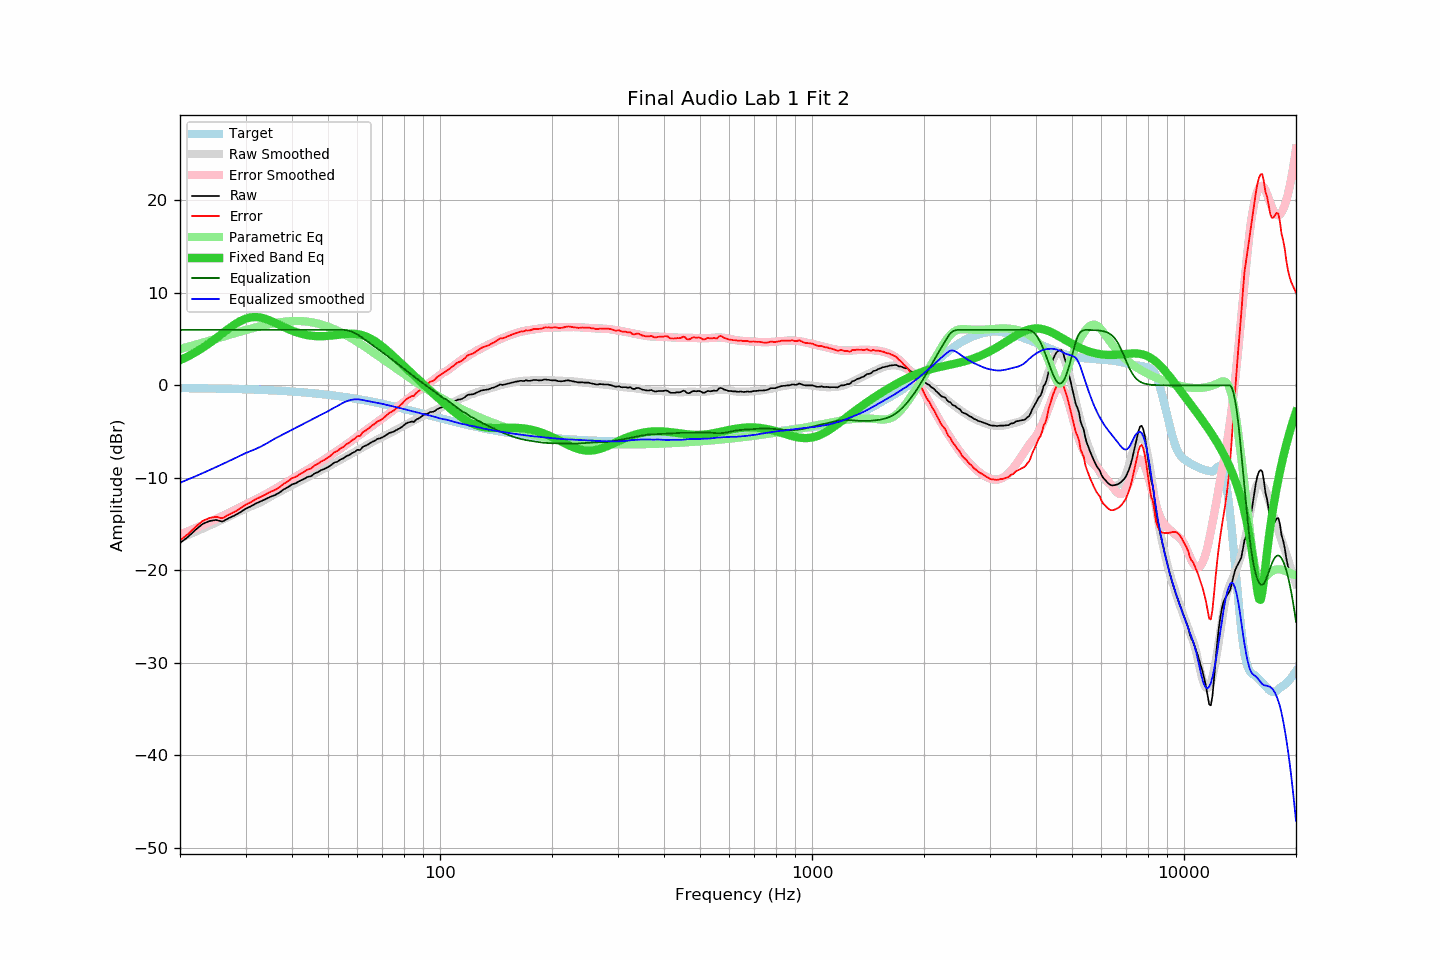 Final Audio Lab 1 Fit 2
Target
Raw Smoothed
Error Smoothed
Raw
Error
Parametric Eq
Fixed Band Eq
Equalization
Equalized smoothed
20
10
0
−10
−20
−30
−40
−50
Amplitude (dBr)
100
1000
10000
Frequency (Hz)